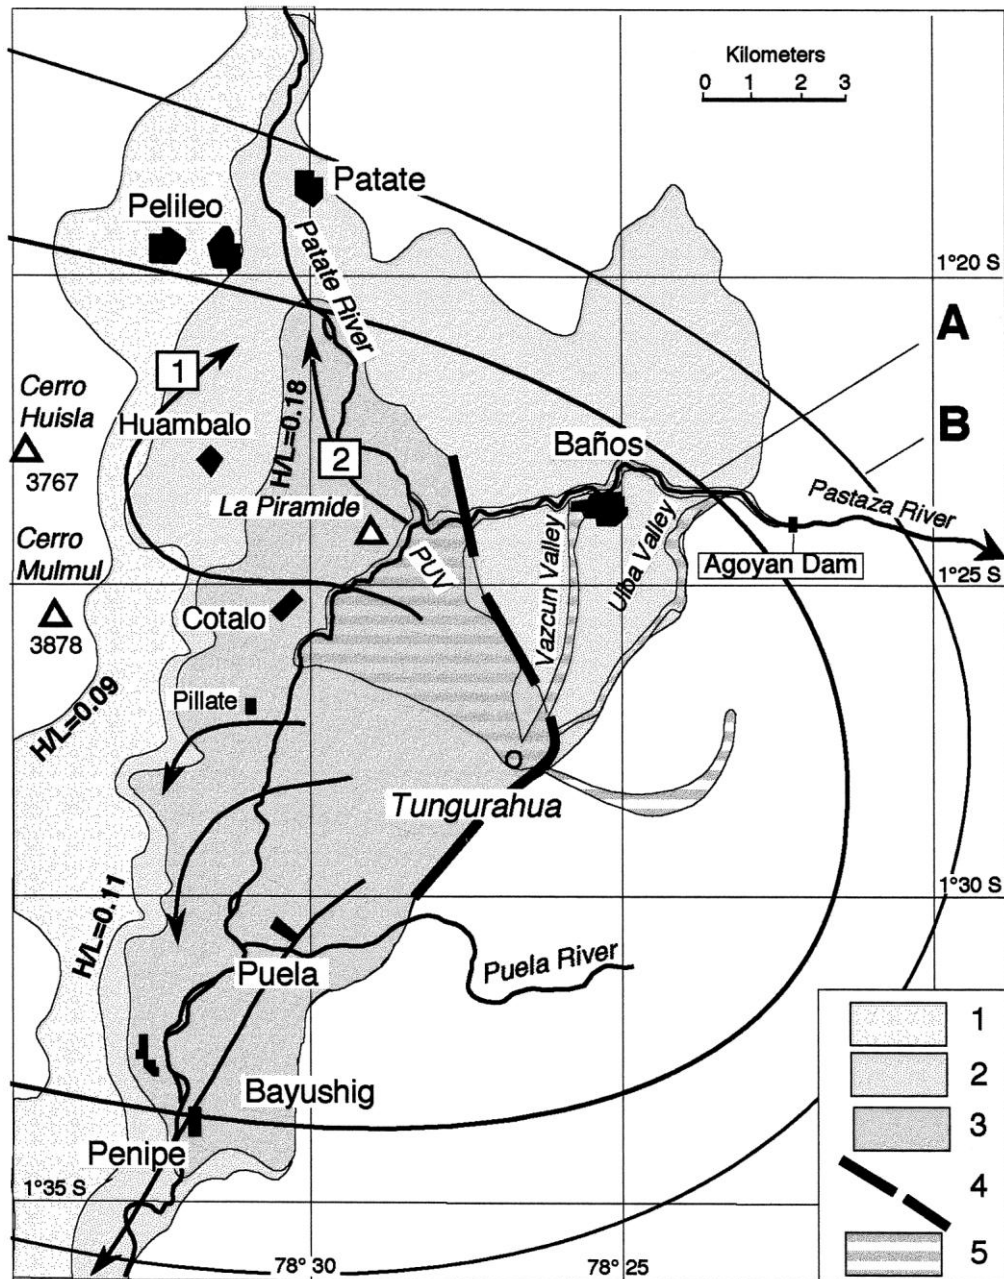 Kilometers
0 1 2 3
Patate
Pelileo
Patate River
1°20 S
A
1
Cerro
Huisla
3767
Huambalo
H/L=0.18
2
B
Baños
La Piramide
Pastaza River
Cerro
Mulmul
3878
PUV
Vazcun Valley
Ulba Valley
Agoyan Dam
1°25 S
Cotalo
Pillate
H/L=0.09
Tungurahua
1°30 S
H/L=0.11
Puela
Puela River
Bayushig
Penipe
1°35 S
78° 30
78° 25
1
2
3
4
5